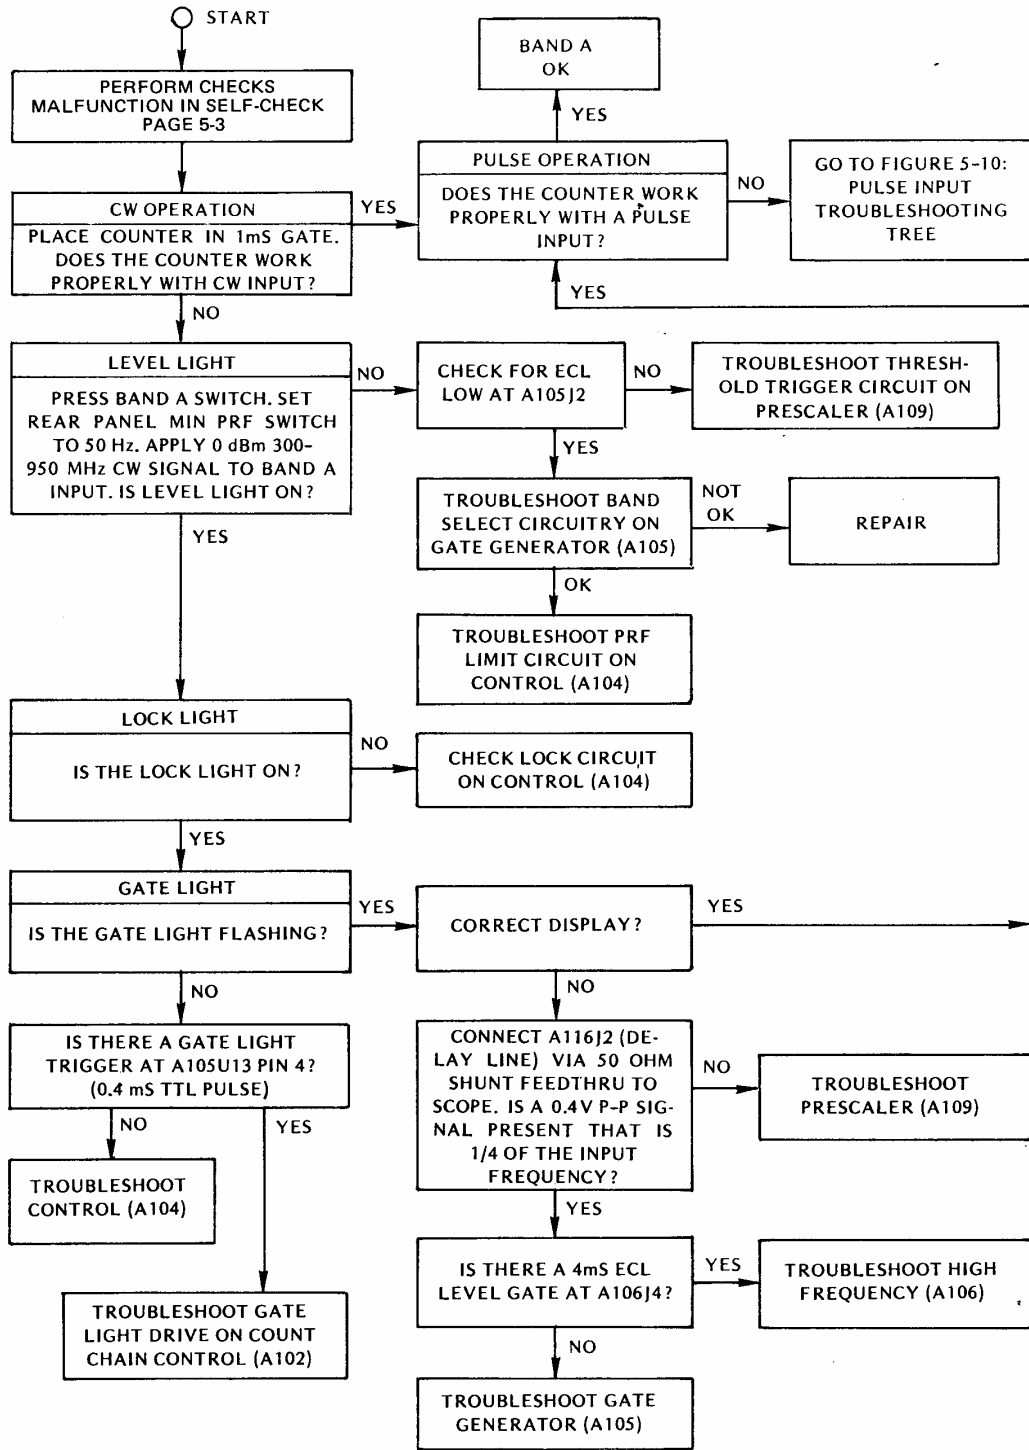 START
PERFORM CHECKS
MALFUNCTION IN SELF-CHECK
PAGE 5-3
CW OPERATION
PLACE COUNTER IN 1mS GATE.
DOES THE COUNTER WORK
PROPERLY WITH CW INPUT?
YES
NO
BAND A
OK
YES
PULSE OPERATION
DOES THE COUNTER WORK
PROPERLY WITH A PULSE
INPUT?
NO
GO TO FIGURE 5-10:
PULSE INPUT
TROUBLESHOOTING
TREE
YES
LEVEL LIGHT
PRESS BAND A SWITCH. SET
REAR PANEL MIN PRF SWITCH
TO 50 Hz. APPLY 0 dBm 300-
950 MHz CW SIGNAL TO BAND A
INPUT. IS LEVEL LIGHT ON?
NO
YES
CHECK FOR ECL
LOW AT A105J2
NO
TROUBLESHOOT THRESH-
OLD TRIGGER CIRCUIT ON
PRESCALER (A109)
YES
TROUBLESHOOT BAND
SELECT CIRCUITRY ON
GATE GENERATOR (A105)
NOT
OK
REPAIR
OK
TROUBLESHOOT PRF
LIMIT CIRCUIT ON
CONTROL (A104)
LOCK LIGHT
IS THE LOCK LIGHT ON?
NO
CHECK LOCK CIRCUIT
ON CONTROL (A104)
YES
GATE LIGHT
IS THE GATE LIGHT FLASHING?
YES
CORRECT DISPLAY?
YES
NO
NO
IS THERE A GATE LIGHT
TRIGGER AT A105U13 PIN 4?
(0.4 mS TTL PULSE)
NO
YES
TROUBLESHOOT
CONTROL (A104)
TROUBLESHOOT GATE
LIGHT DRIVE ON COUNT
CHAIN CONTROL (A102)
CONNECT A116J2 (DE-
LAY LINE) VIA 50 OHM
SHUNT FEEDTHRU TO
SCOPE. IS A 0.4V P-P SIG-
NAL PRESENT THAT IS
1/4 OF THE INPUT
FREQUENCY?
NO
TROUBLESHOOT
PRESCALER (A109)
YES
IS THERE A 4mS ECL
LEVEL GATE AT A106J4?
YES
TROUBLESHOOT HIGH
FREQUENCY (A106)
NO
TROUBLESHOOT GATE
GENERATOR (A105)